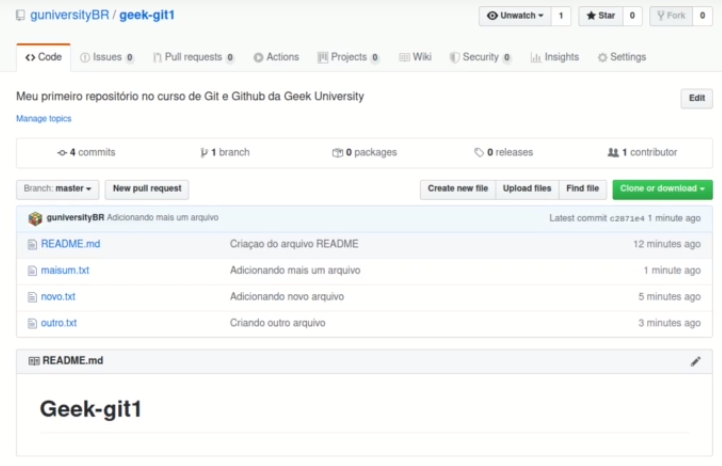 guniversityBR / geek-git1
Unwatch 1 Star 0 Fork 0
Code Issues 0 Pull requests 0 Actions Projects 0 Wiki Security 0 Insights Settings
Meu primeiro repositório no curso de Git e Github da Geek University
Edit
Manage topics
4 commits 1 branch 0 packages 0 releases 1 contributor
Branch: master New pull request Create new file Upload files Find file Clone or download
guniversityBR Adicionando mais um arquivo Latest commit c2871e4 1 minute ago
README.md Criaçao do arquivo README 12 minutes ago
maisum.txt Adicionando mais um arquivo 1 minute ago
novo.txt Adicionando novo arquivo 5 minutes ago
outro.txt Criando outro arquivo 3 minutes ago
README.md
Geek-git1